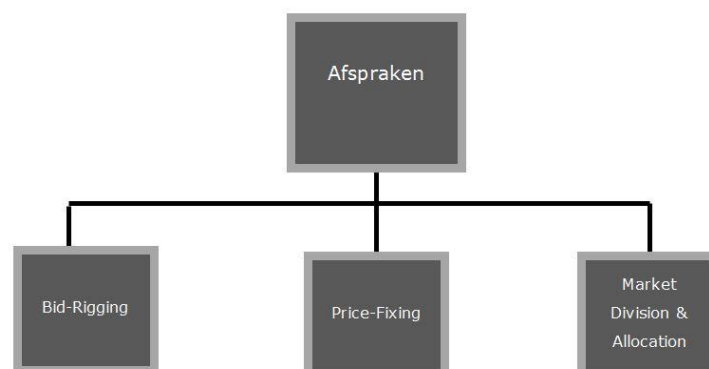 Afspraken
Bid-Rigging
Price-Fixing
Market
Division &
Allocation